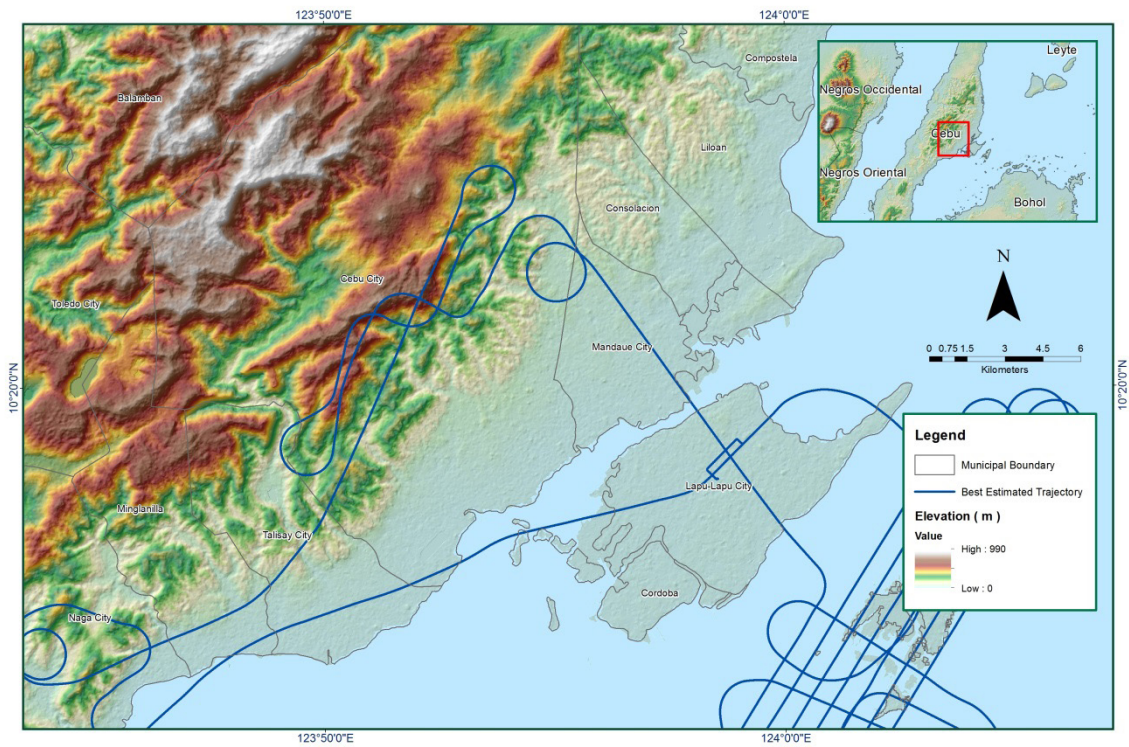 123°50'0"E
124°0'0"E
Compostela
Balamban
Liloan
Consolacion
Cebu City
Toledo City
Mandaue City
10°20'0"N
10°20'0"N
Lapu-Lapu City
Minglanilla
Talisay City
Cordoba
Naga City
123°50'0"E
124°0'0"E
Leyte
Negros Occidental
Cebu
Negros Oriental
Bohol
N
0 0.75 1.5 3 4.5 6
Kilometers
Legend
Municipal Boundary
Best Estimated Trajectory
Elevation ( m )
Value
High : 990
Low : 0